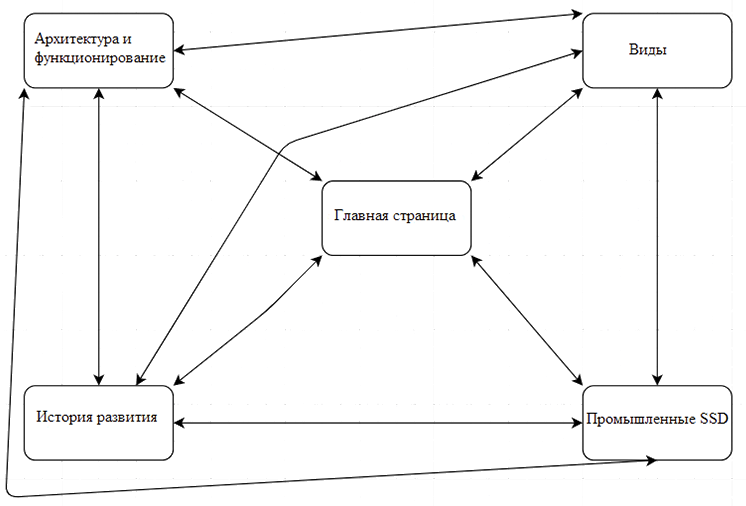 Архитектура и
функционирование
Виды
Главная страница
История развития
Промышленные SSD